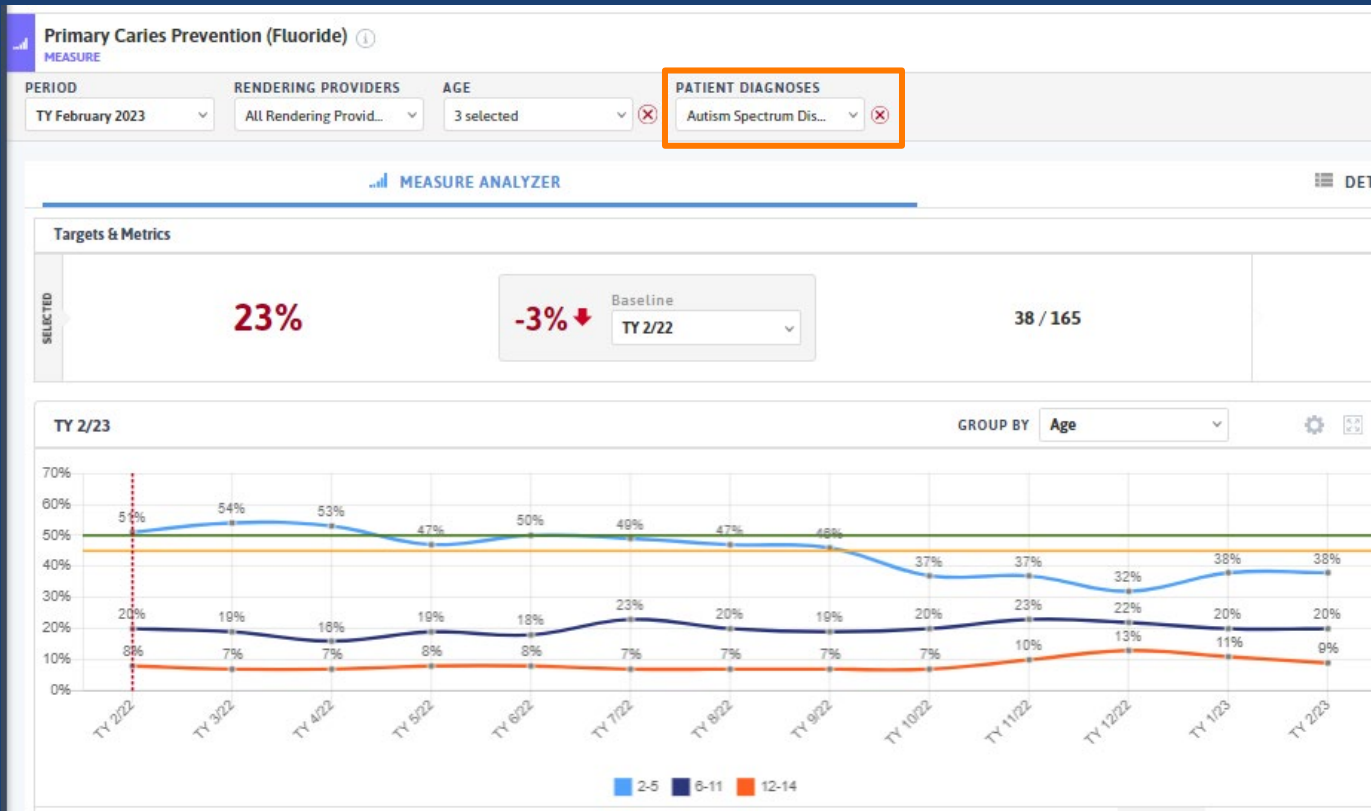 Primary Caries Prevention (Fluoride)
MEASURE
PERIOD RENDERING PROVIDERS AGE PATIENT DIAGNOSES
TY February 2023 All Rendering Provid... 3 selected Autism Spectrum Dis...
MEASURE ANALYZER DET
Targets & Metrics
SELECTED
23% -3% Baseline 38 / 165
TY 2/22
TY 2/23 GROUP BY Age
70%
60%
50%
40%
30%
20%
10%
0%
51% 54% 53% 47% 50% 49% 47% 46% 37% 37% 32% 38% 38%
20% 19% 16% 19% 18% 23% 20% 19% 20% 23% 22% 20% 20%
8% 7% 7% 8% 8% 7% 7% 7% 7% 10% 13% 11% 9%
TY 2/22 TY 3/22 TY 4/22 TY 5/22 TY 6/22 TY 7/22 TY 8/22 TY 9/22 TY 10/22 TY 11/22 TY 12/22 TY 1/23 TY 2/23
2-5 6-11 12-14